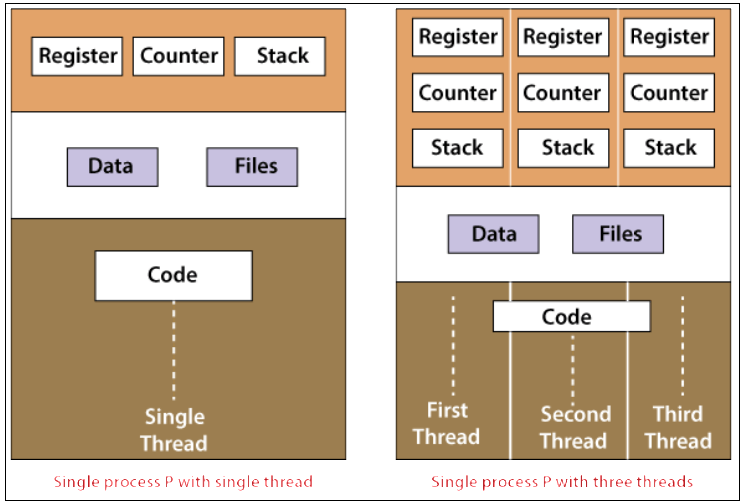 Register Counter Stack
Data Files
Code
Single
Thread
Single process P with single thread
Register Register Register
Counter Counter Counter
Stack Stack Stack
Data Files
Code
First
Thread
Second
Thread
Third
Thread
Single process P with three threads